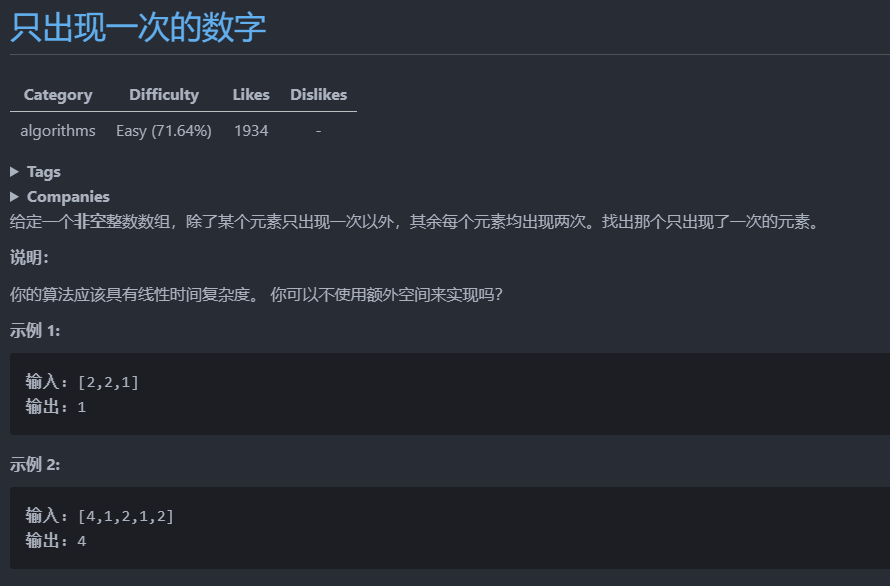 只出现一次的数字
Category Difficulty Likes Dislikes
algorithms Easy (71.64%) 1934 -
Tags
Companies
给定一个非空整数数组，除了某个元素只出现一次以外，其余每个元素均出现两次。找出那个只出现了一次的元素。
说明：
你的算法应该具有线性时间复杂度。 你可以不使用额外空间来实现吗？
示例 1:
输入: [2,2,1]
输出: 1
示例 2:
输入: [4,1,2,1,2]
输出: 4